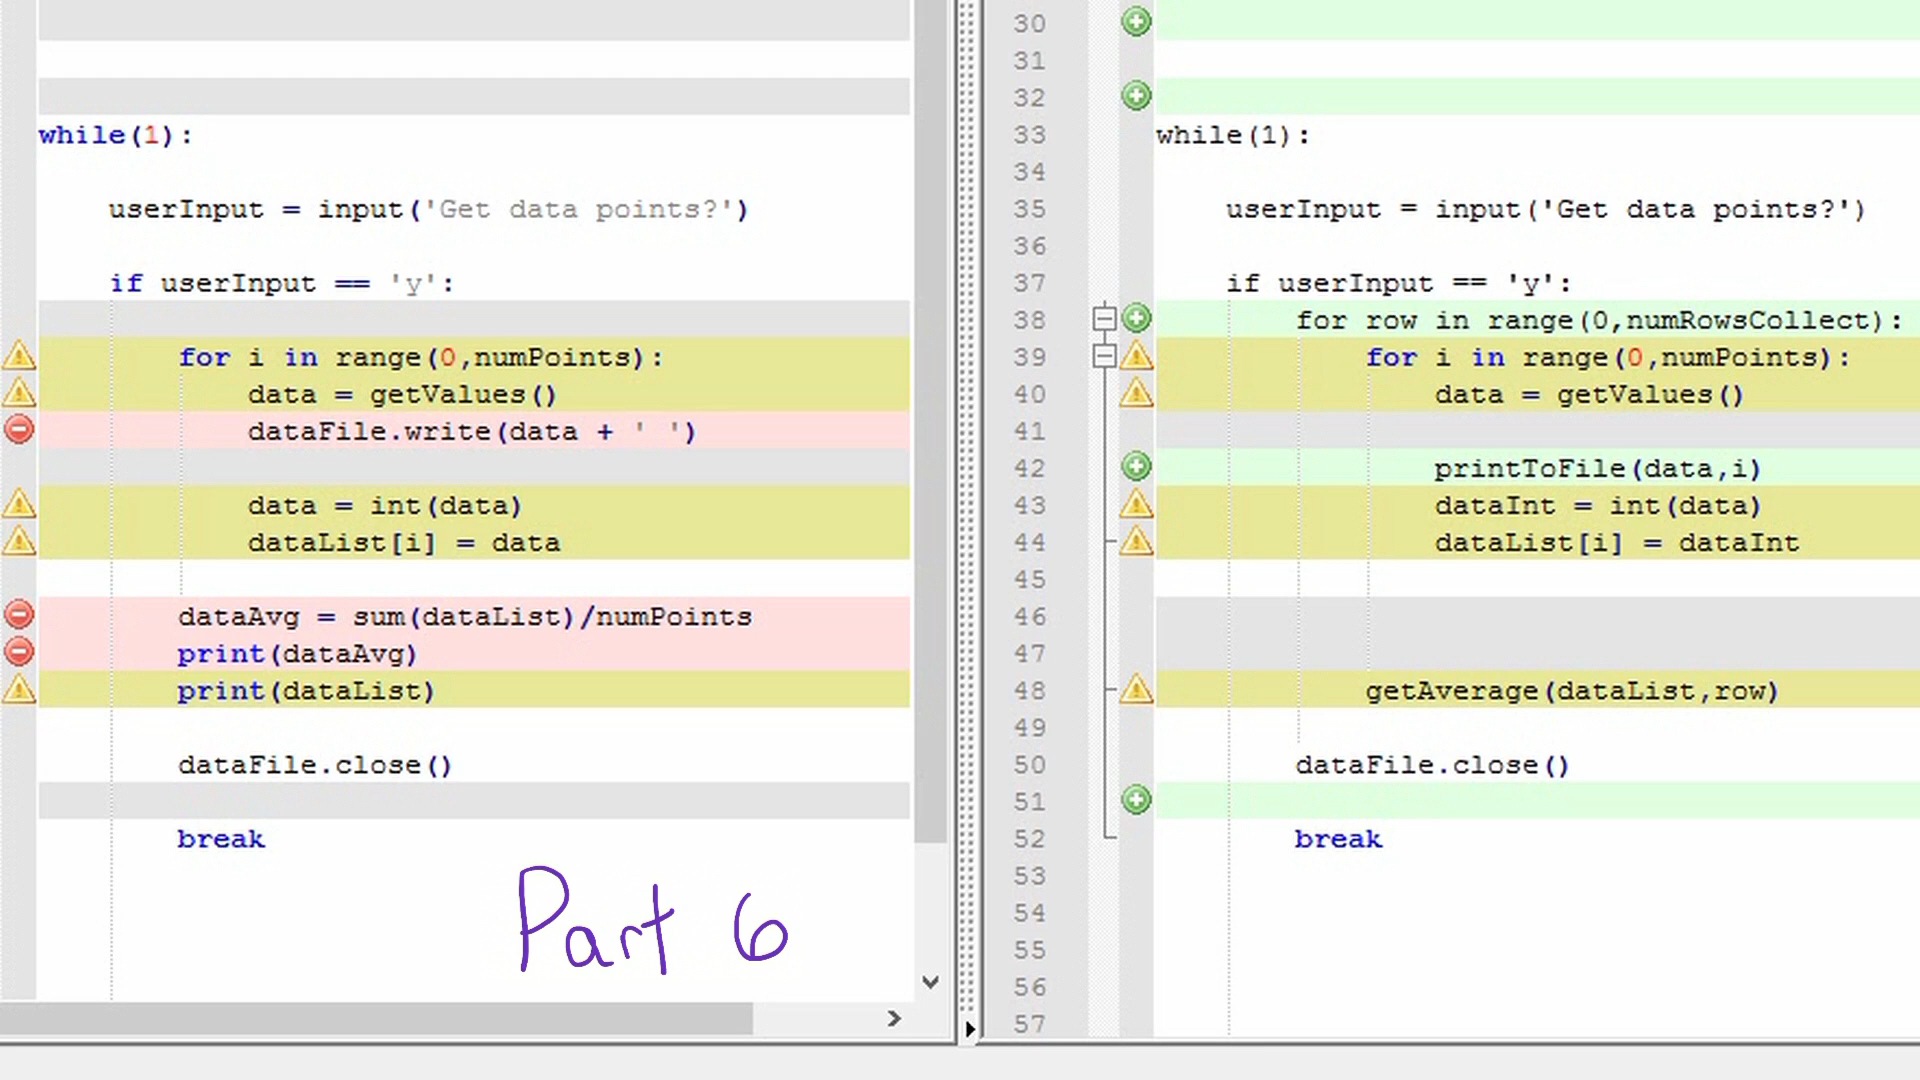 while(1):
userInput = input('Get data points?')
if userInput == 'y':
for i in range(0,numPoints):
data = getValues()
dataFile.write(data + ' ')
data = int(data)
dataList[i] = data
dataAvg = sum(dataList)/numPoints
print(dataAvg)
print(dataList)
dataFile.close()
break
Part 6
30
31
32
33 while(1):
34
35 userInput = input('Get data points?')
36
37 if userInput == 'y':
38 for row in range(0,numRowsCollect):
39 for i in range(0,numPoints):
40 data = getValues()
41
42 printToFile(data,i)
43 dataInt = int(data)
44 dataList[i] = dataInt
45
46
47
48 getAverage(dataList,row)
49
50 dataFile.close()
51
52 break
53
54
55
56
57